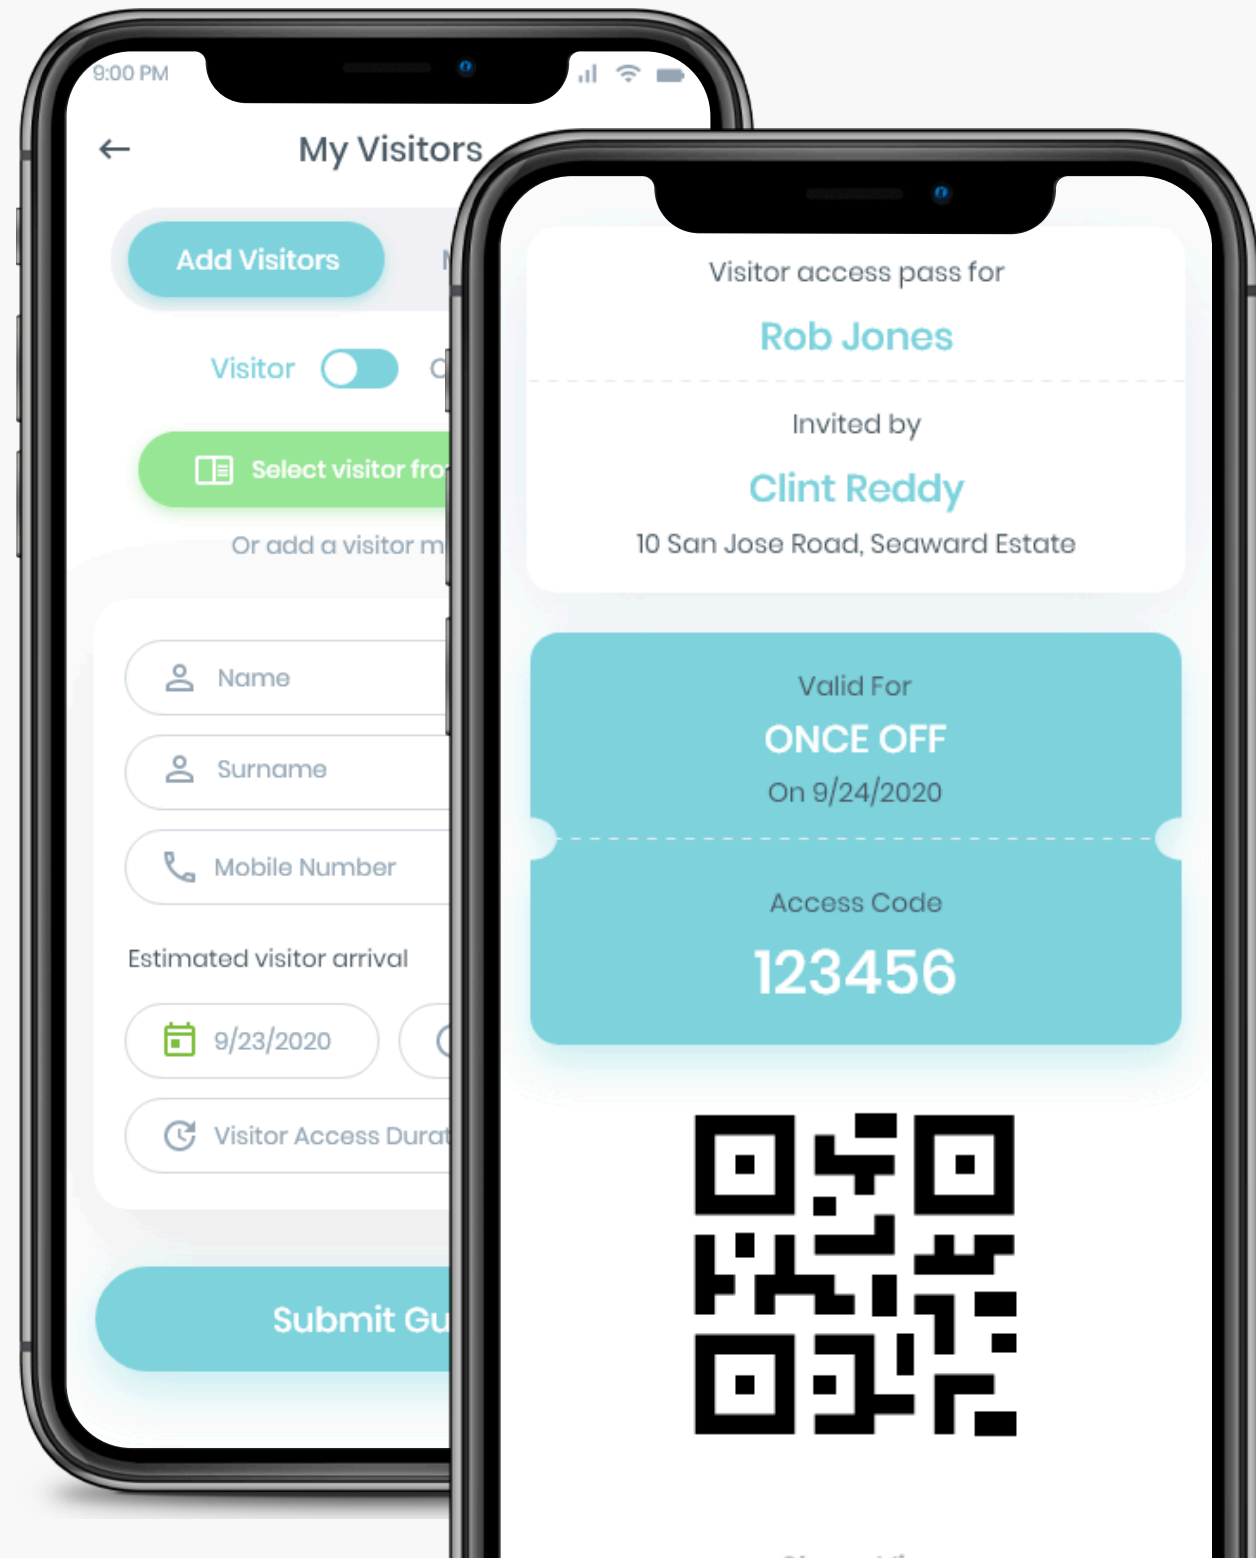 9:00 PM
My Visitors
Add Visitors
Visitor
Select visitor
Or add a visitor
Name
Surname
Mobile Number
Estimated visitor arrival
9/23/2020
Visitor Access
Submit
Visitor access pass for
Rob Jones
Invited by
Clint Reddy
10 San Jose Road, Seaward Estate
Valid For
ONCE OFF
On 9/24/2020
Access Code
123456